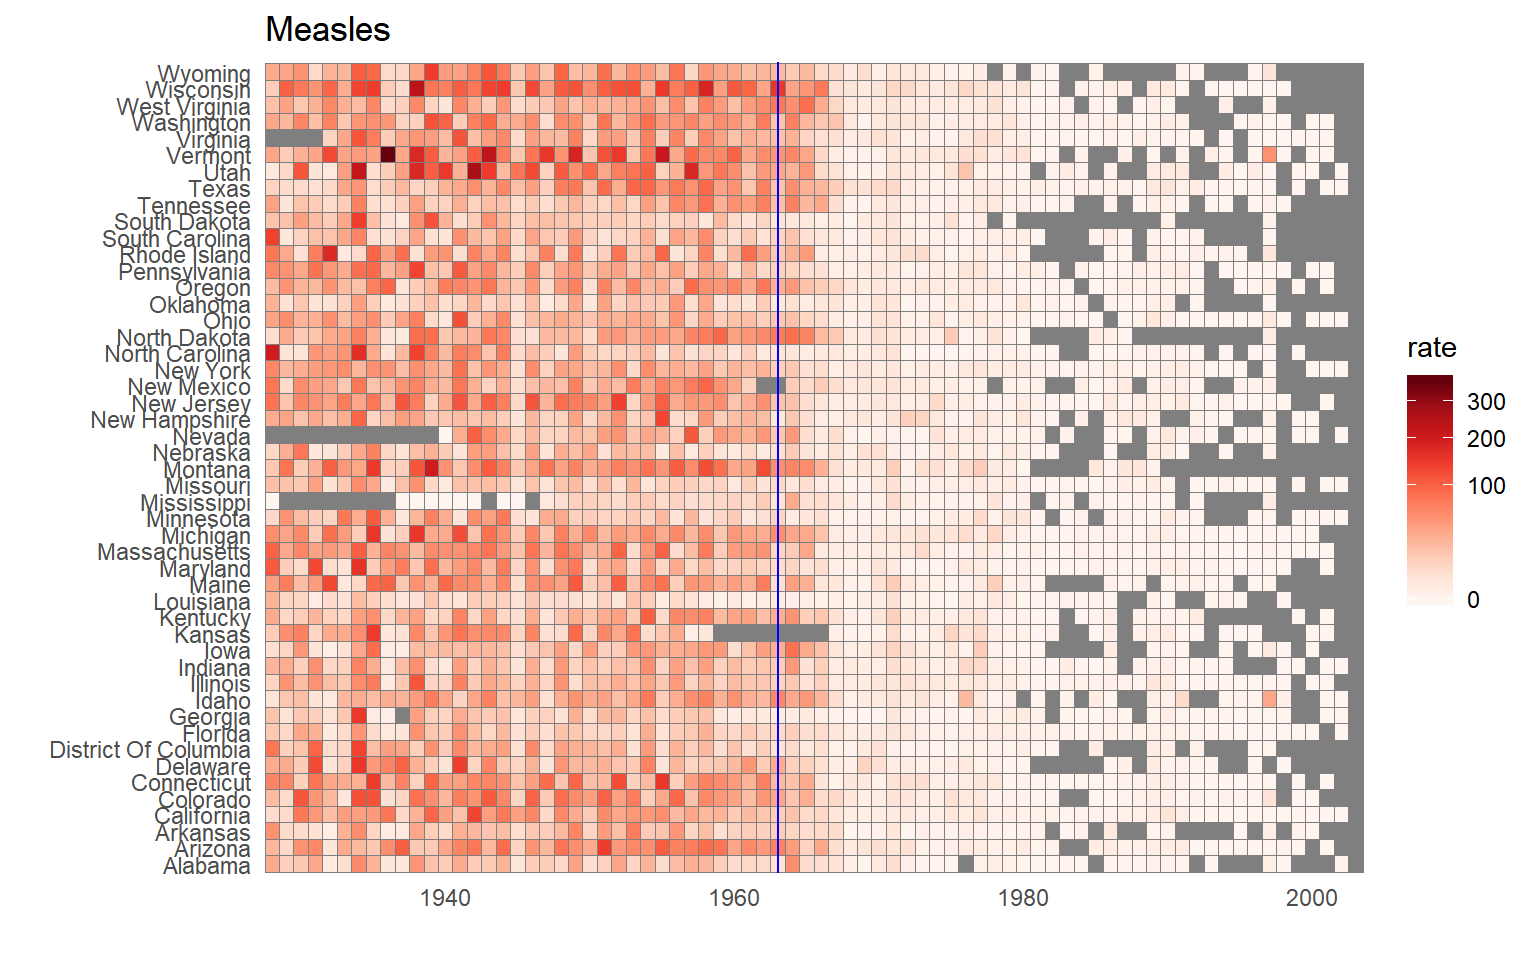 Measles
Wyoming
Wisconsin
West Virginia
Washington
Virginia
Vermont
Utah
Texas
Tennessee
South Dakota
South Carolina
Rhode Island
Pennsylvania
Oregon
Oklahoma
Ohio
North Dakota
North Carolina
New York
New Mexico
New Jersey
New Hampshire
Nevada
Nebraska
Montana
Missouri
Mississippi
Minnesota
Michigan
Massachusetts
Maryland
Maine
Louisiana
Kentucky
Kansas
Iowa
Indiana
Illinois
Idaho
Georgia
Florida
District Of Columbia
Delaware
Connecticut
Colorado
California
Arkansas
Arizona
Alabama
1940 1960 1980 2000
rate
300
200
100
0